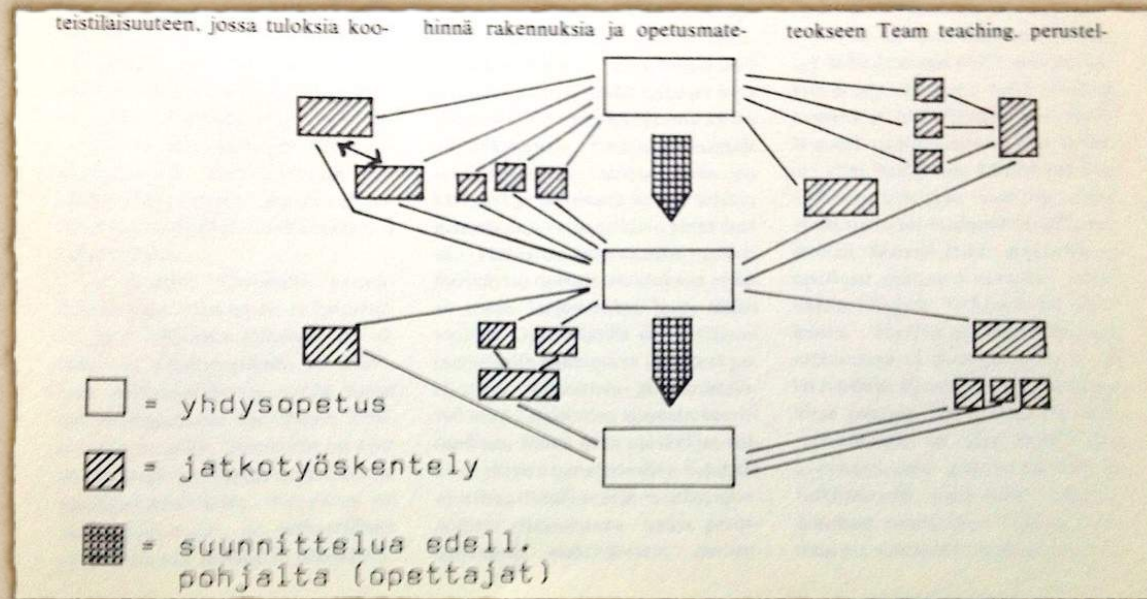 teistilaisuuteen. jossa tuloksia koo-
hinnä rakennuksia ja opetusmate-
teokseen Team teaching. perustel-
= yhdysopetus
= jatkotyöskentely
= suunnittelua edell.
pohjalta (opettajat)